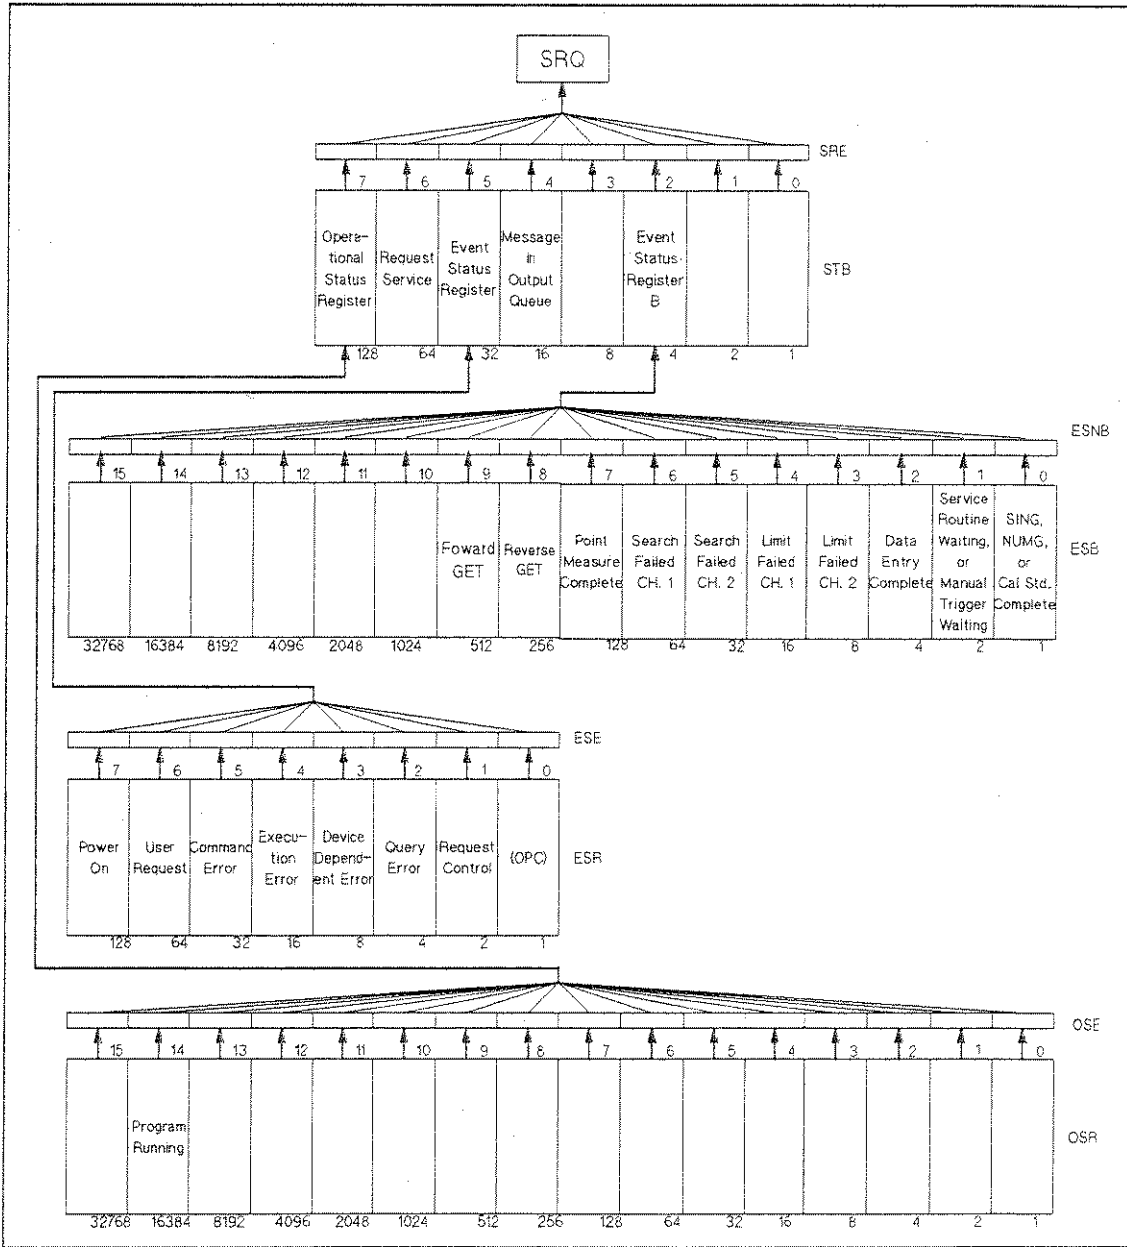 SRQ
SRE
7 6 5 4 3 2 1 0
Opera-
tional
Status
Register
Request
Service
Event
Status
Register
Message
in
Output
Queue
Event
Status
Register
B
STB
128 64 32 16 8 4 2 1
ESNB
15 14 13 12 11 10 9 8 7 6 5 4 3 2 1 0
Foward
GET
Reverse
GET
Point
Measure
Complete
Search
Failed
CH. 1
Search
Failed
CH. 2
Limit
Failed
CH. 1
Limit
Failed
CH. 2
Data
Entry
Complete
Service
Routine
Waiting,
or
Manual
Trigger
Waiting
SING,
NUMG,
or
Cal Std.
Complete
ESB
32768 16384 8192 4096 2048 1024 512 256 128 64 32 16 8 4 2 1
ESE
7 6 5 4 3 2 1 0
Power
On
User
Request
Command
Error
Execu-
tion
Error
Device
Depend-
ent Error
Query
Error
Request
Control
(OPC)
ESR
128 64 32 16 8 4 2 1
OSE
15 14 13 12 11 10 9 8 7 6 5 4 3 2 1 0
Program
Running
OSR
32768 16384 8192 4096 2048 1024 512 256 128 64 32 16 8 4 2 1